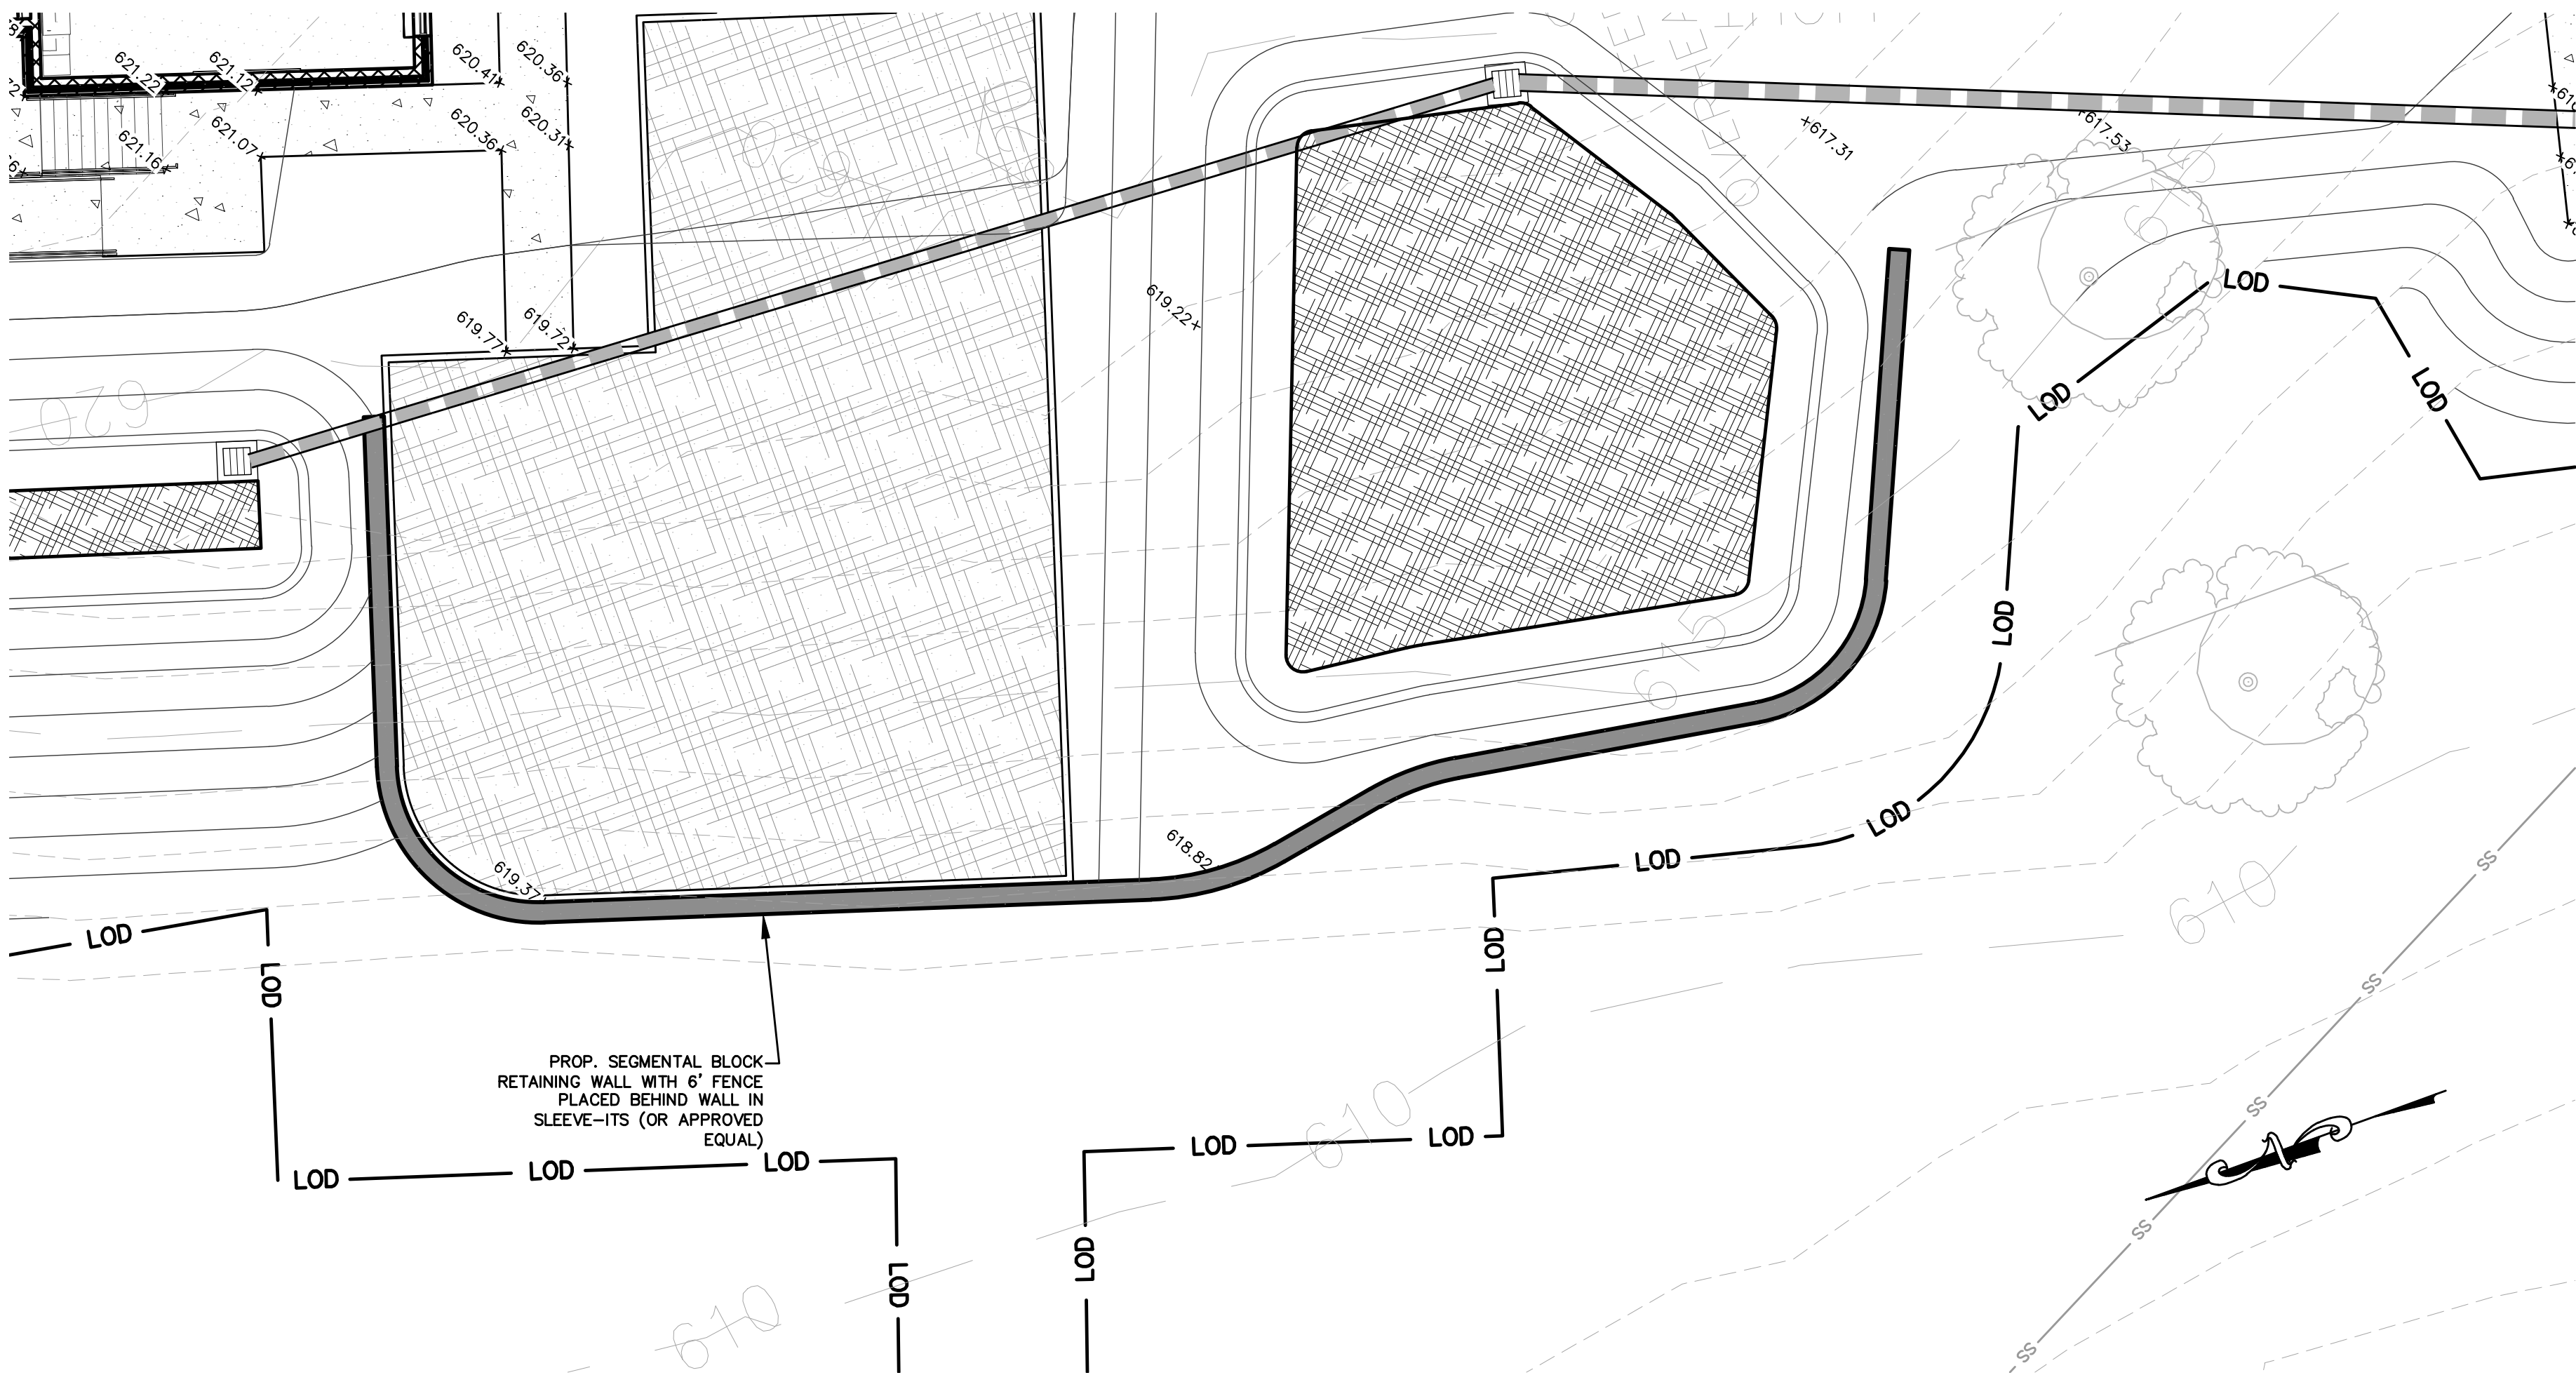 621.22
621.12
620.41
620.36
621.16
621.07
620.36
620.31
+617.31
+617.53
615
619.22+
619.77
619.72
620
LOD
LOD
LOD
LOD
615
LOD
LOD
619.37
618.82
LOD
LOD
LOD
LOD
SS
610
SS
PROP. SEGMENTAL BLOCK
RETAINING WALL WITH 6' FENCE
PLACED BEHIND WALL IN
SLEEVE-ITS (OR APPROVED
EQUAL)
SS
610
LOD
LOD
LOD
LOD
LOD
N
SS
LOD
LOD
610
SS